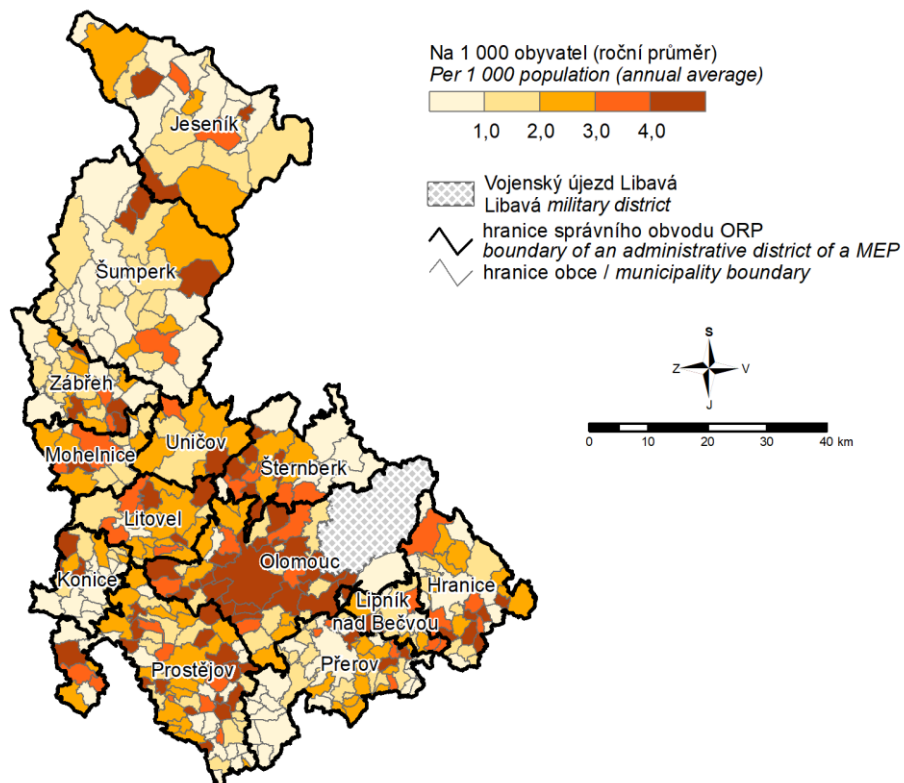 Na 1 000 obyvatel (roční průměr)
Per 1 000 population (annual average)
1,0 2,0 3,0 4,0
Vojenský újezd Libavá
Libavá military district
hranice správního obvodu ORP
boundary of an administrative district of a MEP
hranice obce / municipality boundary
S
Z V
J
0 10 20 30 40 km
Jeseník
Šumperk
Zábřeh
Mohelnice
Uničov
Šternberk
Litovel
Olomouc
Konice
Hranice
Lipník
nad Bečvou
Přerov
Prostějov